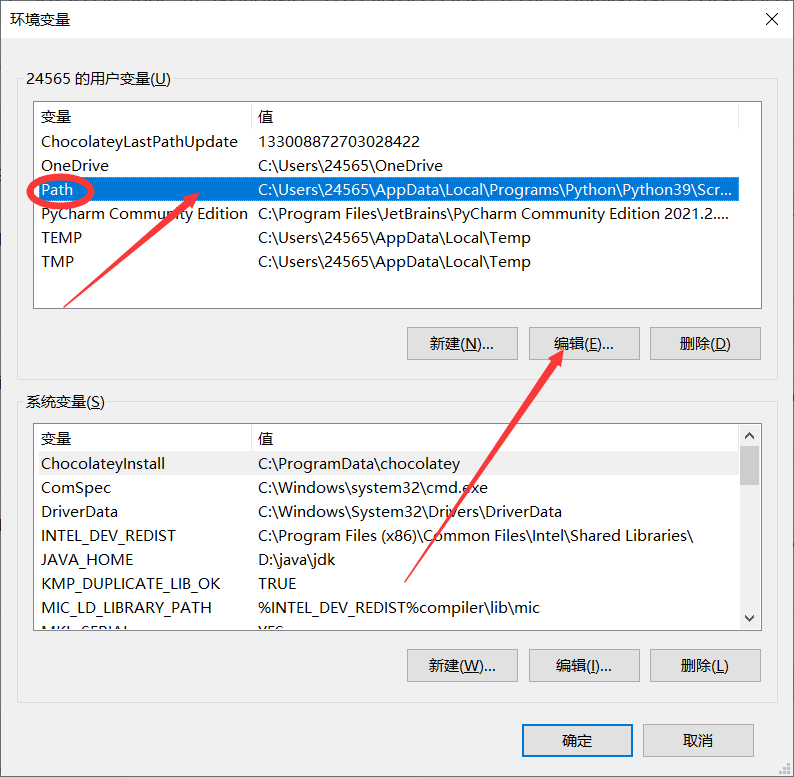 环境变量
24565 的用户变量(U)
变量 值
ChocolateyLastPathUpdate 133008872703028422
OneDrive C:\Users\24565\OneDrive
Path C:\Users\24565\AppData\Local\Programs\Python\Python39\Scr...
PyCharm Community Edition C:\Program Files\JetBrains\PyCharm Community Edition 2021.2....
TEMP C:\Users\24565\AppData\Local\Temp
TMP C:\Users\24565\AppData\Local\Temp
新建(N)... 编辑(E)... 删除(D)
系统变量(S)
变量 值
ChocolateyInstall C:\ProgramData\chocolatey
ComSpec C:\Windows\system32\cmd.exe
DriverData C:\Windows\System32\Drivers\DriverData
INTEL_DEV_REDIST C:\Program Files (x86)\Common Files\Intel\Shared Libraries\
JAVA_HOME D:\java\jdk
KMP_DUPLICATE_LIB_OK TRUE
MIC_LD_LIBRARY_PATH %INTEL_DEV_REDIST%compiler\lib\mic
新建(W)... 编辑(I)... 删除(L)
确定 取消